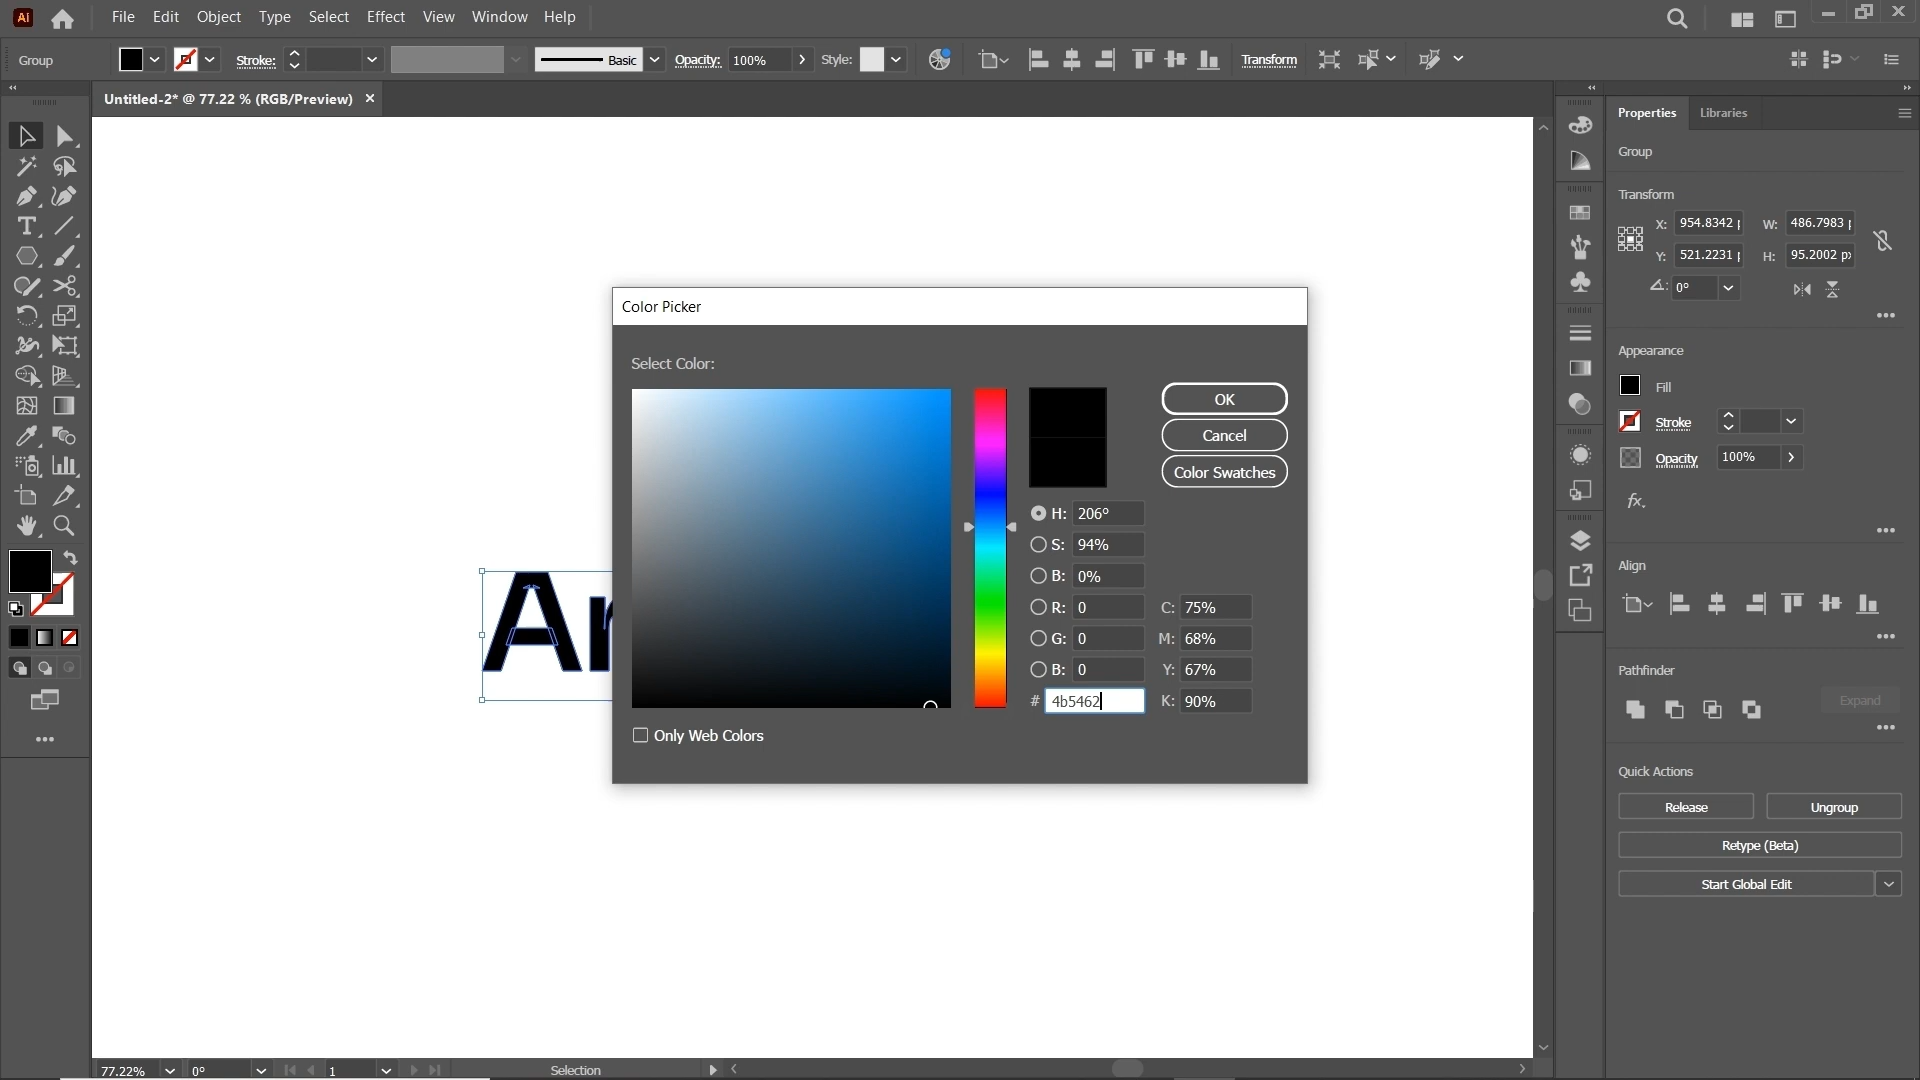 Ai File Edit Object Type Select Effect View Window Help
Group Stroke: Basic Opacity: 100% Style: Transform
Untitled-2* @ 77.22 % (RGB/Preview)
Properties Libraries
Group
Transform
X: 954.8342 W: 486.7983
Y: 521.2231 H: 95.2002 px
0°
Appearance
Fill
Stroke
Opacity 100%
fx
Align
Pathfinder
Expand
Quick Actions
Release Ungroup
Retype (Beta)
Start Global Edit
Color Picker
Select Color:
OK
Cancel
Color Swatches
H: 206°
S: 94%
B: 0%
R: 0 C: 75%
G: 0 M: 68%
B: 0 Y: 67%
# 4b5462 K: 90%
Only Web Colors
77.22% 0° 1 Selection